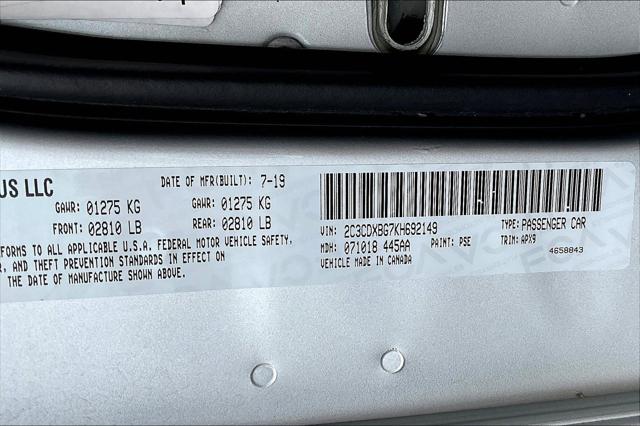 US LLC
DATE OF MFR(BUILT): 7-19
GAWR: 01275 KG GAWR: 01275 KG
FRONT: 02810 LB REAR: 02810 LB
FORMS TO ALL APPLICABLE U.S.A. FEDERAL MOTOR VEHICLE SAFETY,
R, AND THEFT PREVENTION STANDARDS IN EFFECT ON
THE DATE OF MANUFACTURE SHOWN ABOVE.
VIN: 2C3CDXBG7KH692149 TYPE: PASSENGER CAR
MDH: 071018 445AA PAINT: PSE TRIM: APX9
VEHICLE MADE IN CANADA 4658843